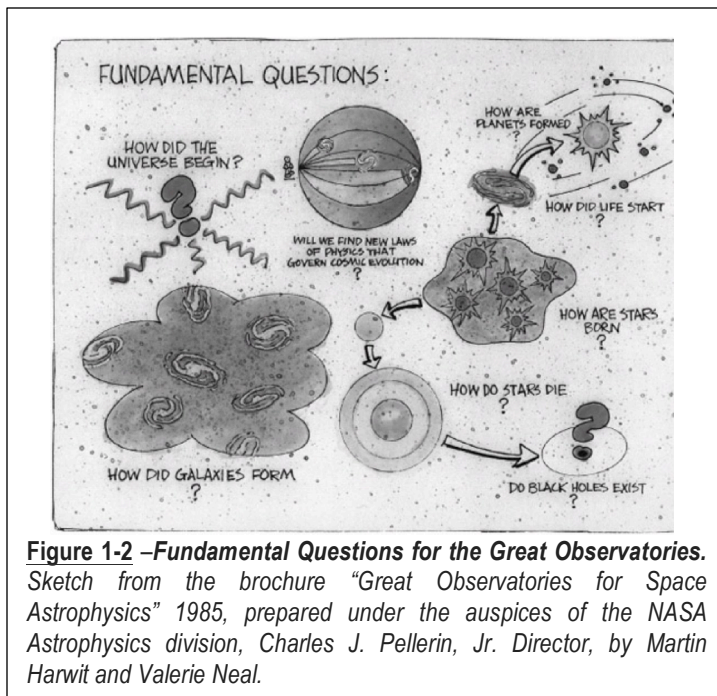 FUNDAMENTAL QUESTIONS:
HOW DID THE
UNIVERSE BEGIN?
WILL WE FIND NEW LAWS
OF PHYSICS THAT
GOVERN COSMIC EVOLUTION
?
HOW ARE
PLANETS FORMED
?
HOW DID LIFE START
?
HOW ARE STARS
BORN
?
HOW DO STARS DIE
?
HOW DID GALAXIES FORM
?
DO BLACK HOLES EXIST
?
Figure 1-2 –Fundamental Questions for the Great Observatories.
Sketch from the brochure “Great Observatories for Space
Astrophysics” 1985, prepared under the auspices of the NASA
Astrophysics division, Charles J. Pellerin, Jr. Director, by Martin
Harwit and Valerie Neal.